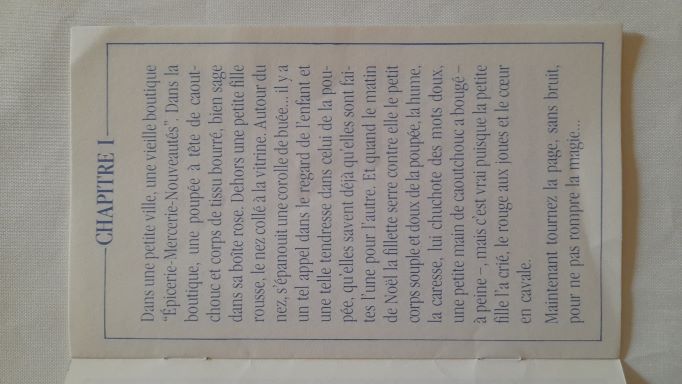 CHAPITRE I
Dans une petite ville, une vieille boutique
"Épicerie-Mercerie-Nouveautés". Dans la
boutique, une poupée à tête de caout-
chouc et corps de tissu bourré, bien sage
dans sa boîte rose. Dehors une petite fille
rousse, le nez collé à la vitrine. Autour du
nez, s'épanouit une corolle de buée... il y a
un tel appel dans le regard de l'enfant et
une telle tendresse dans celui de la pou-
pée, qu'elles savent déjà qu'elles sont fai-
tes l'une pour l'autre. Et quand le matin
de Noël la fillette serre contre elle le petit
corps souple et doux de la poupée, la hume,
la caresse, lui chuchote des mots doux,
une petite main de caoutchouc a bougé –
à peine –, mais c'est vrai puisque la petite
fille l'a crié, le rouge aux joues et le cœur
en cavale.
Maintenant tournez la page, sans bruit,
pour ne pas rompre la magie...